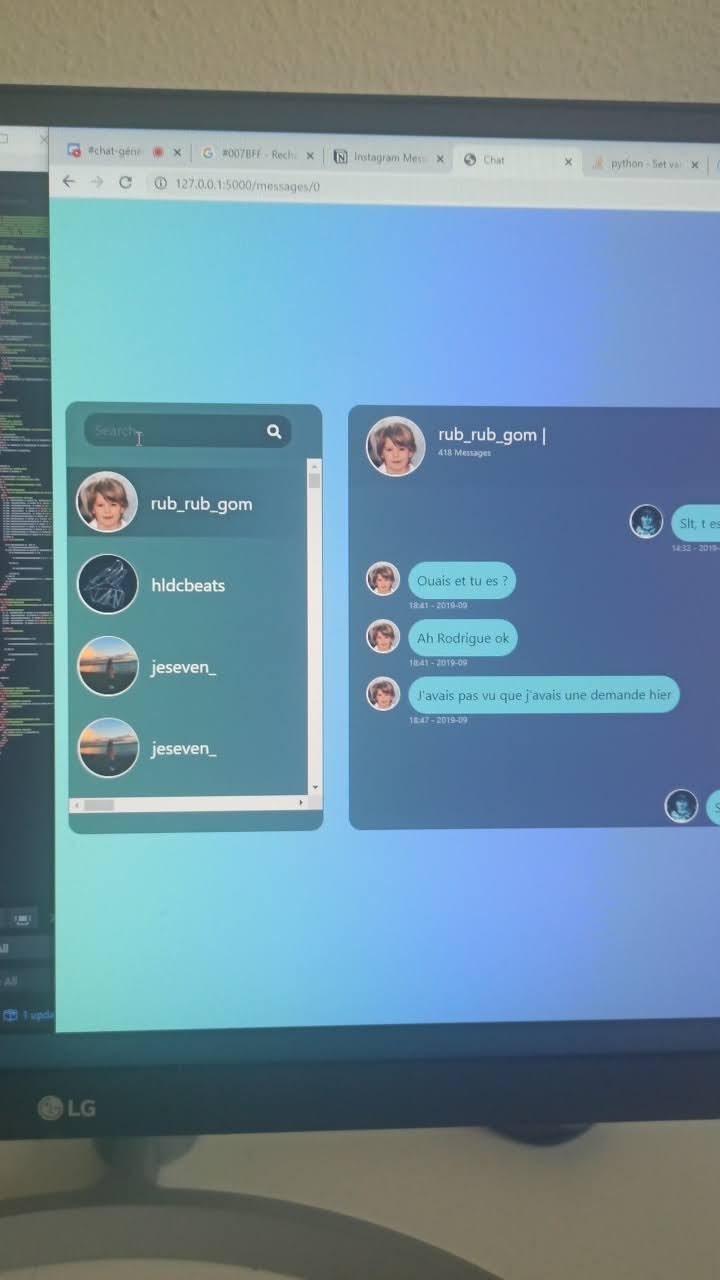 #chat-géné
#007BFF - Rech
Instagram Mess
Chat
python - Set va
127.0.0.1:5000/messages/0
Search
rub_rub_gom |
418 Messages
rub_rub_gom
Slt, t es
14:32 - 2019-
hldcbeats
Ouais et tu es ?
18:41 - 2019-09
Ah Rodrigue ok
18:41 - 2019-09
jeseven_
J'avais pas vu que j'avais une demande hier
18:47 - 2019-09
jeseven_
S
All
All
1 upda
LG